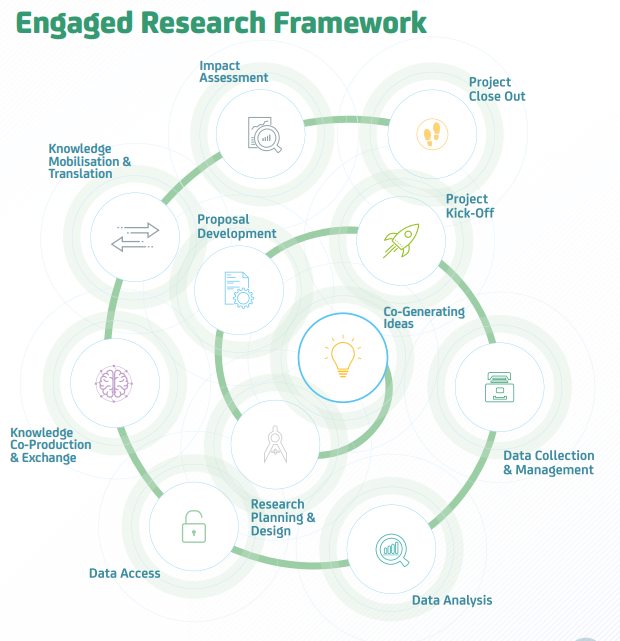 Engaged Research Framework
Impact
Assessment
Project
Close Out
Knowledge
Mobilisation &
Translation
Proposal
Development
Project
Kick-Off
Co-Generating
Ideas
Knowledge
Co-Production
& Exchange
Data Collection
& Management
Research
Planning &
Design
Data Access
Data Analysis